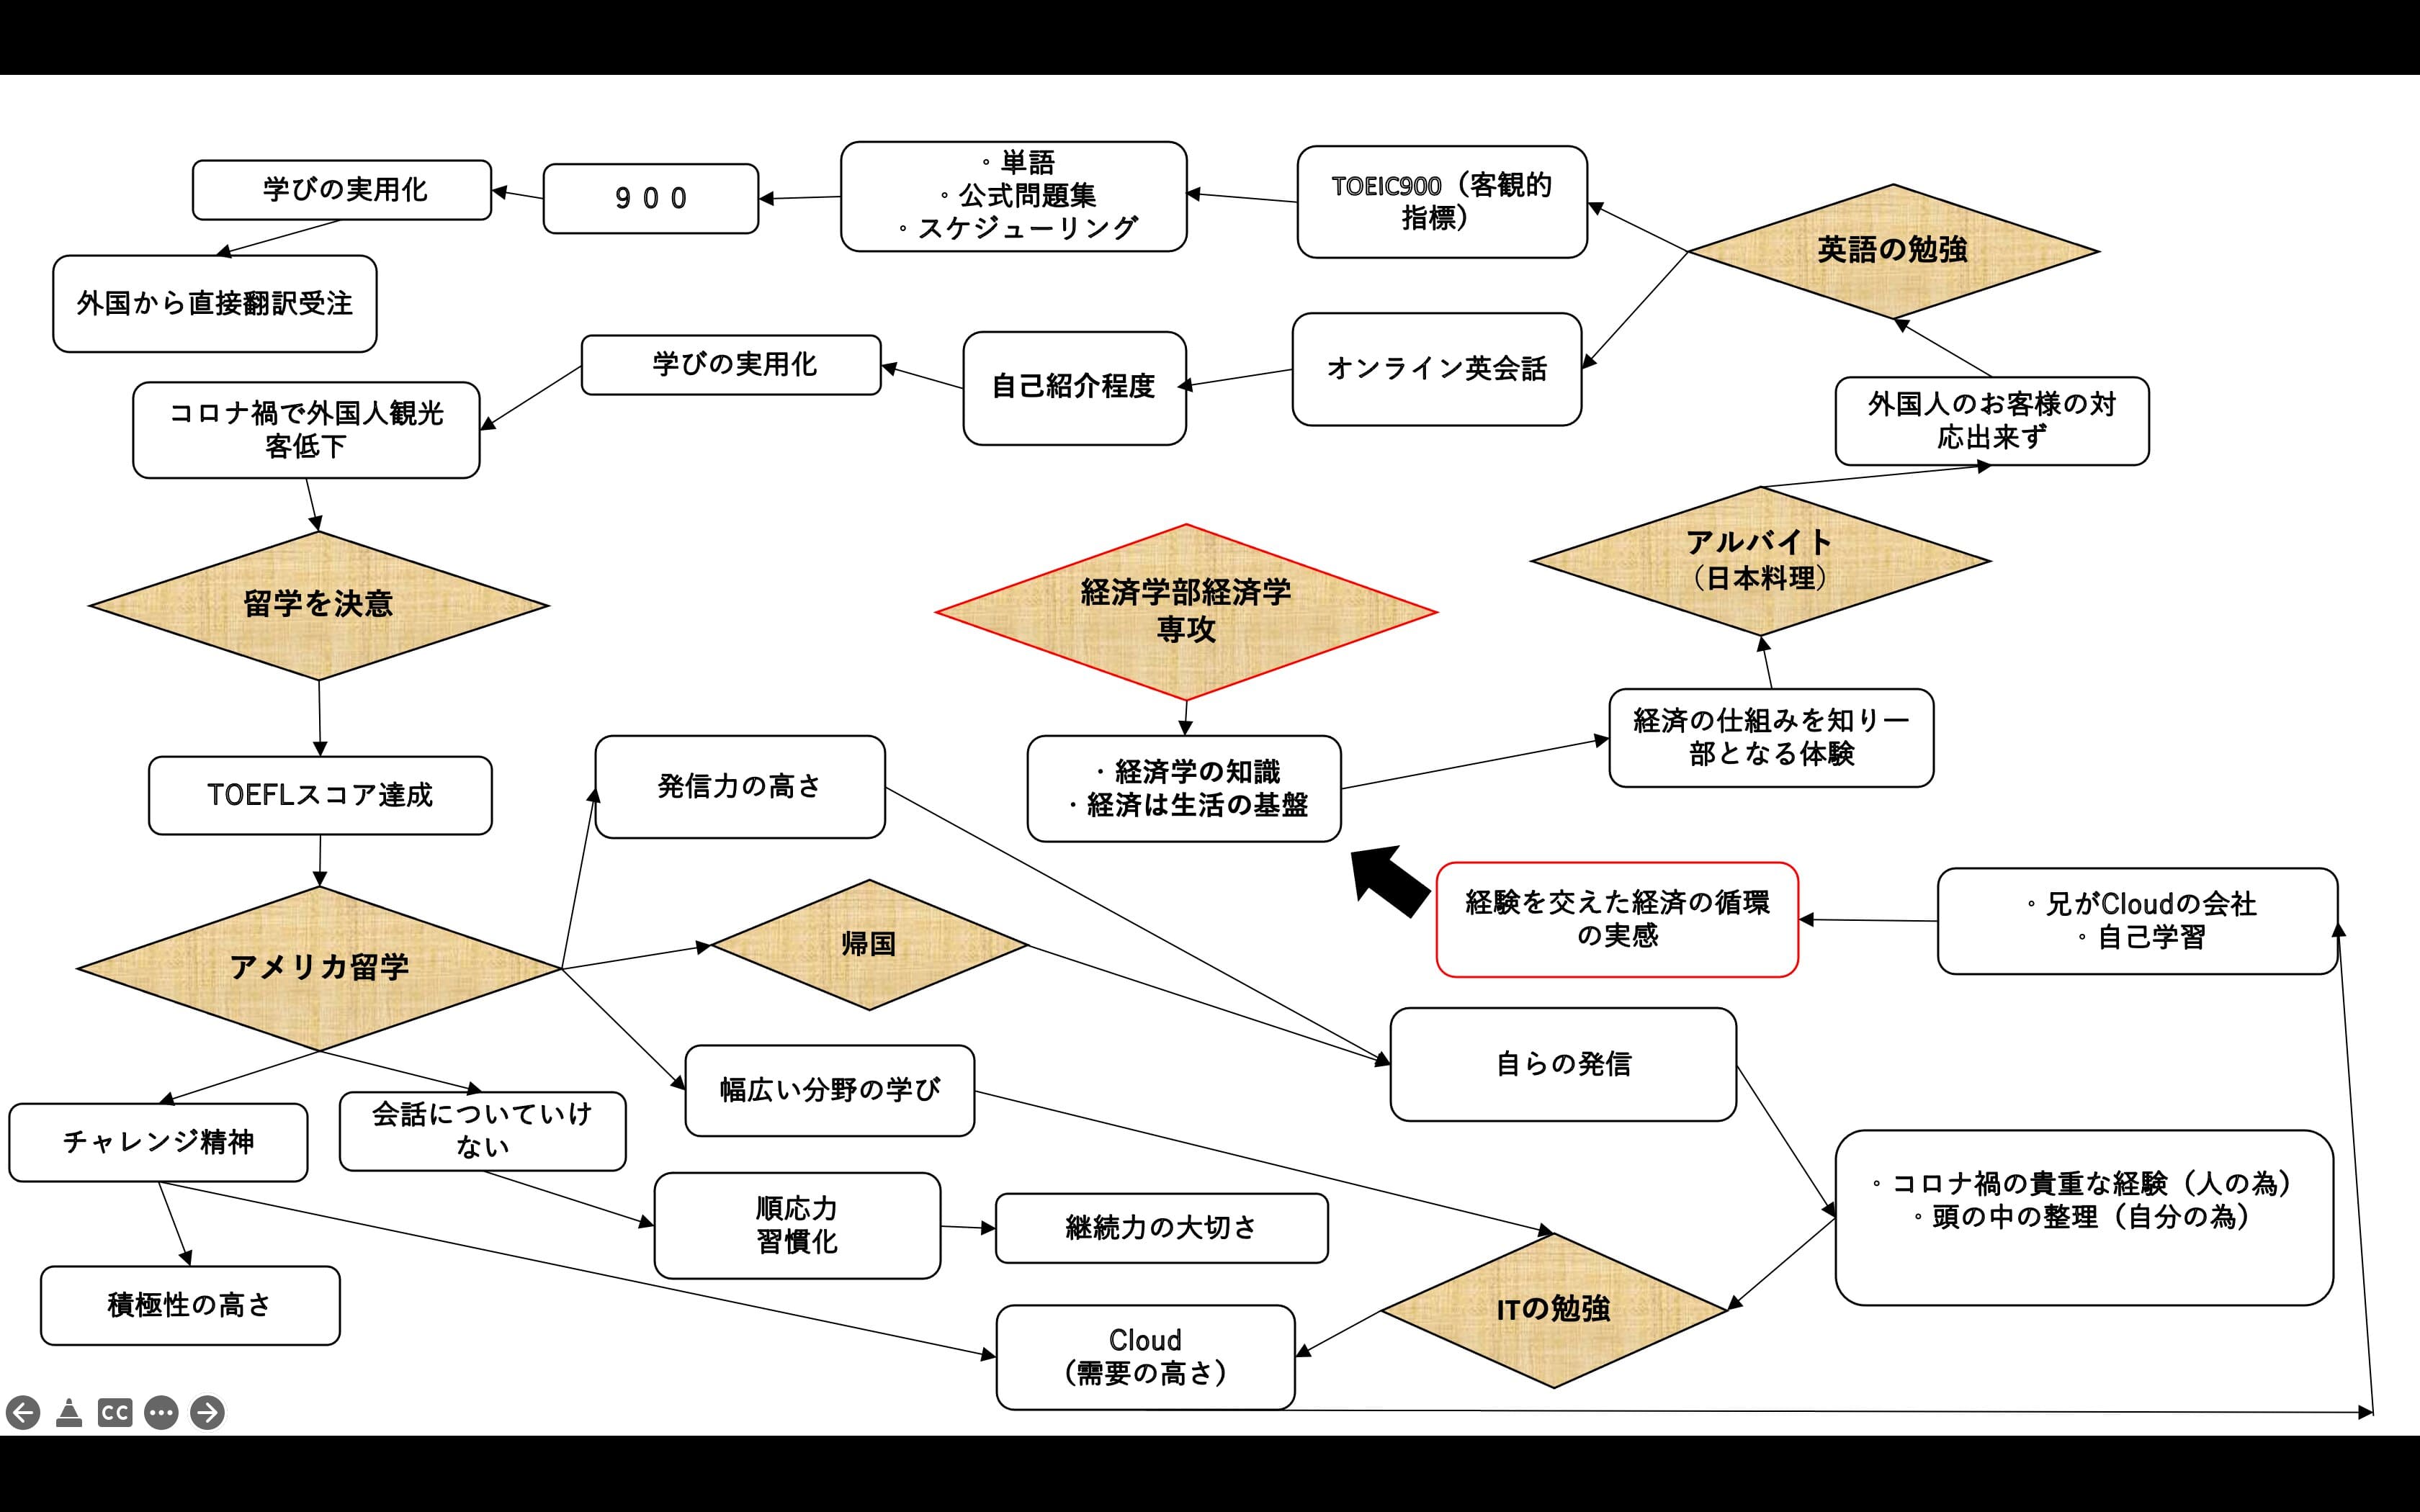 学びの実用化
９００
・単語
・公式問題集
・スケジューリング
TOEIC900（客観的
指標）
英語の勉強
外国から直接翻訳受注
学びの実用化
自己紹介程度
オンライン英会話
コロナ禍で外国人観光
客低下
外国人のお客様の対
応出来ず
留学を決意
経済学部経済学
専攻
アルバイト
（日本料理）
TOEFLスコア達成
発信力の高さ
・経済学の知識
・経済は生活の基盤
経済の仕組みを知り一
部となる体験
アメリカ留学
帰国
経験を交えた経済の循環
の実感
・兄がCloudの会社
・自己学習
幅広い分野の学び
自らの発信
チャレンジ精神
会話についていけ
ない
順応力
習慣化
継続力の大切さ
・コロナ禍の貴重な経験（人の為）
・頭の中の整理（自分の為）
積極性の高さ
Cloud
（需要の高さ）
ITの勉強
CC